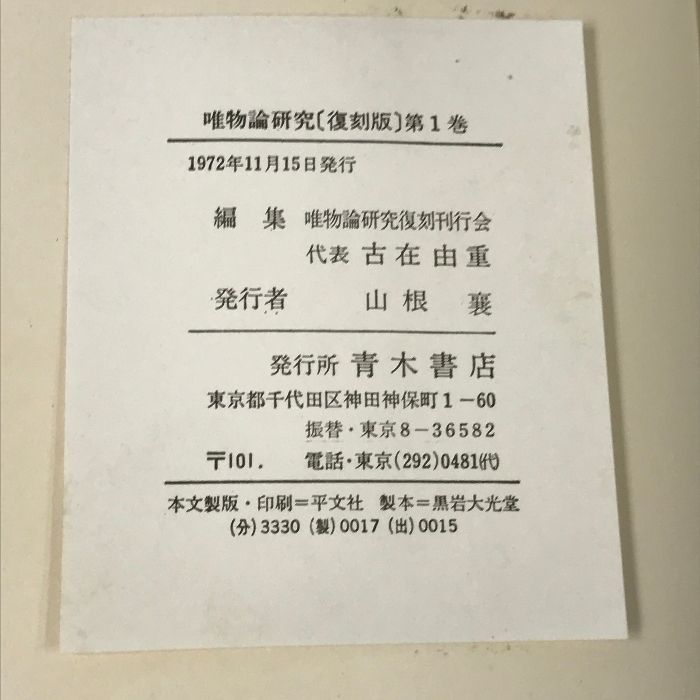 唯物論研究〔復刻版〕第1巻
1972年11月15日発行
編集 唯物論研究復刻刊行会
代表 古在由重
発行者 山根 襄
発行所 青木書店
東京都千代田区神田神保町1-60
振替・東京8-36582
〒101. 電話・東京(292)0481㈹
本文製版・印刷=平文社 製本=黒岩大光堂
(分)3330 (製)0017 (出)0015